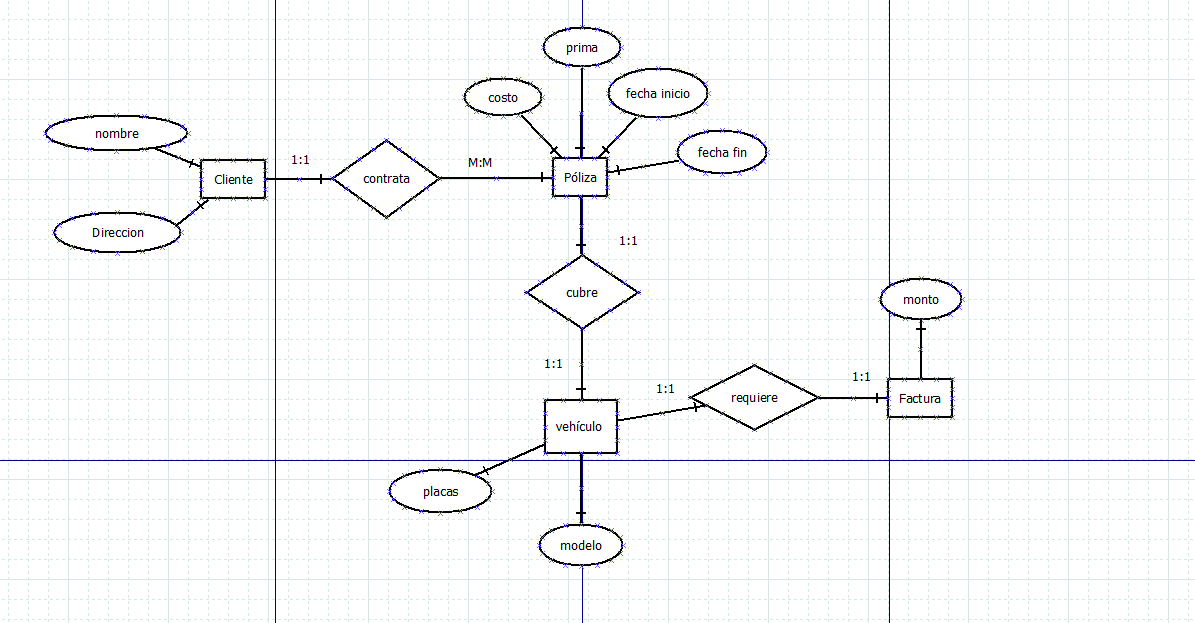 prima
costo
fecha inicio
nombre
fecha fin
1:1
M:M
Cliente
contrata
Póliza
Direccion
1:1
cubre
monto
1:1
1:1
1:1
requiere
Factura
vehículo
placas
modelo